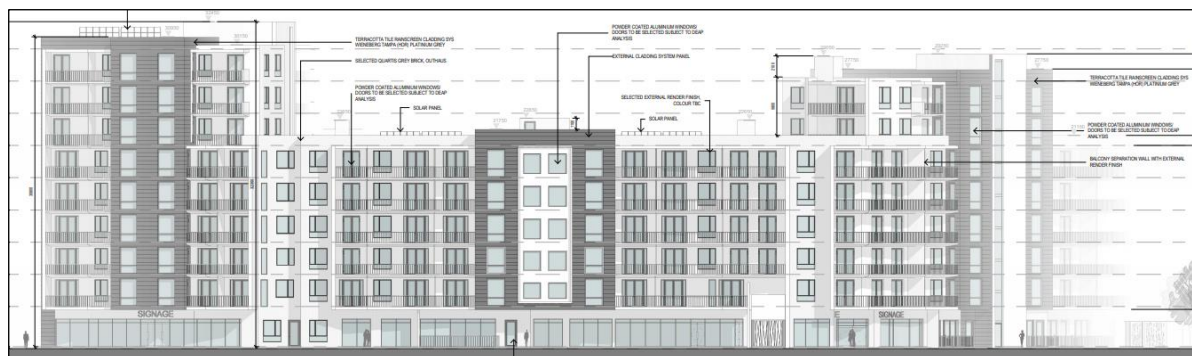 TERRACOTTA TILE RAINSCREEN CLADDING SYS
WIENEBERG TAMPA (HOR) PLATINUM GREY
SELECTED QUARTIS GREY BRICK, OUTHAUS.
POWDER COATED ALUMINIUM WINDOWS/
DOORS TO BE SELECTED SUBJECT TO DEAP
ANALYSIS
SOLAR PANEL
POWDER COATED ALUMINIUM WINDOWS/
DOORS TO BE SELECTED SUBJECT TO DEAP
ANALYSIS
EXTERNAL CLADDING SYSTEM PANEL
SELECTED EXTERNAL RENDER FINISH,
COLOUR TBC
SOLAR PANEL
TERRACOTTA TILE RAINSCREEN CLADDING SYS
WIENEBERG TAMPA (HOR) PLATINUM GREY
POWDER COATED ALUMINIUM WINDOWS/
DOORS TO BE SELECTED SUBJECT TO DEAP
ANALYSIS
BALCONY SEPARATION WALL WITH EXTERNAL
RENDER FINISH
SIGNAGE
E
SIGNAGE